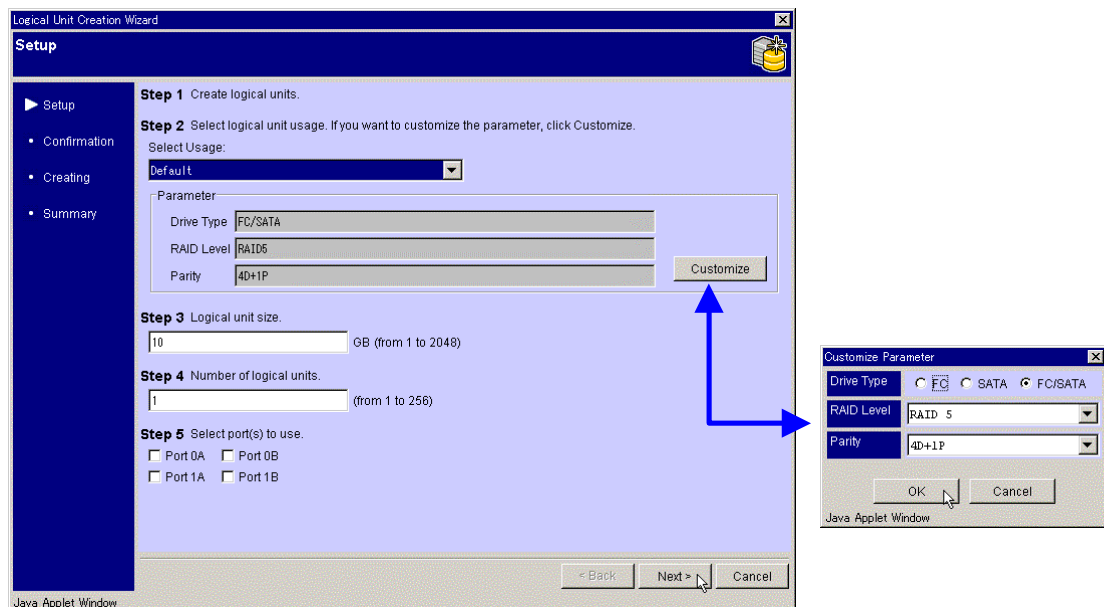 Logical Unit Creation Wizard
Setup
Setup
• Confirmation
• Creating
• Summary
Step 1 Create logical units.
Step 2 Select logical unit usage. If you want to customize the parameter, click Customize.
Select Usage:
Default
Parameter
Drive Type FC/SATA
RAID Level RAID5
Parity 4D+1P
Customize
Step 3 Logical unit size.
10 GB (from 1 to 2048)
Step 4 Number of logical units.
1 (from 1 to 256)
Step 5 Select port(s) to use.
Port 0A Port 0B
Port 1A Port 1B
< Back Next > Cancel
Java Applet Window
Customize Parameter
Drive Type FC SATA FC/SATA
RAID Level RAID 5
Parity 4D+1P
OK Cancel
Java Applet Window